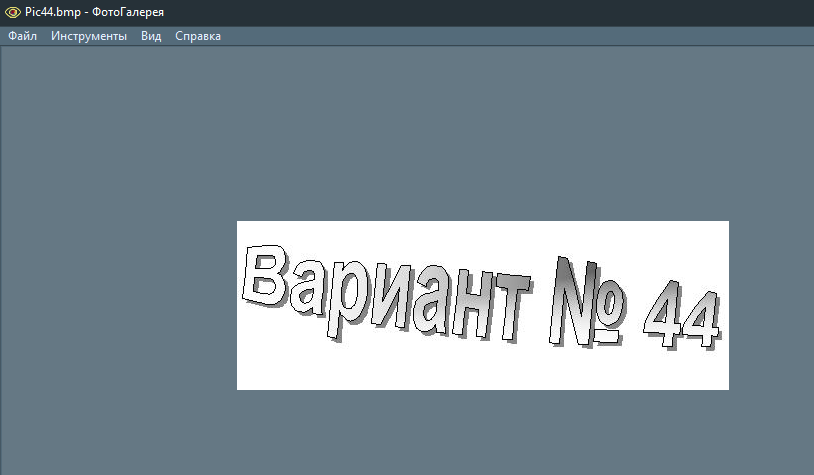 Pic44.bmp - ФотоГалерея
Файл Инструменты Вид Справка
Вариант № 44